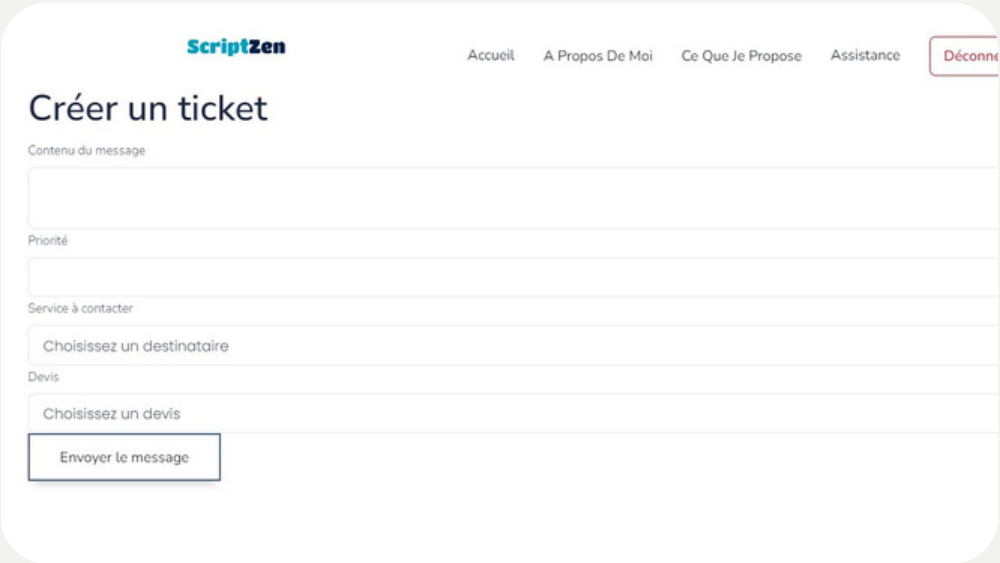 ScriptZen
Accueil A Propos De Moi Ce Que Je Propose Assistance Déconne
Créer un ticket
Contenu du message
Priorité
Service à contacter
Choisissez un destinataire
Devis
Choisissez un devis
Envoyer le message